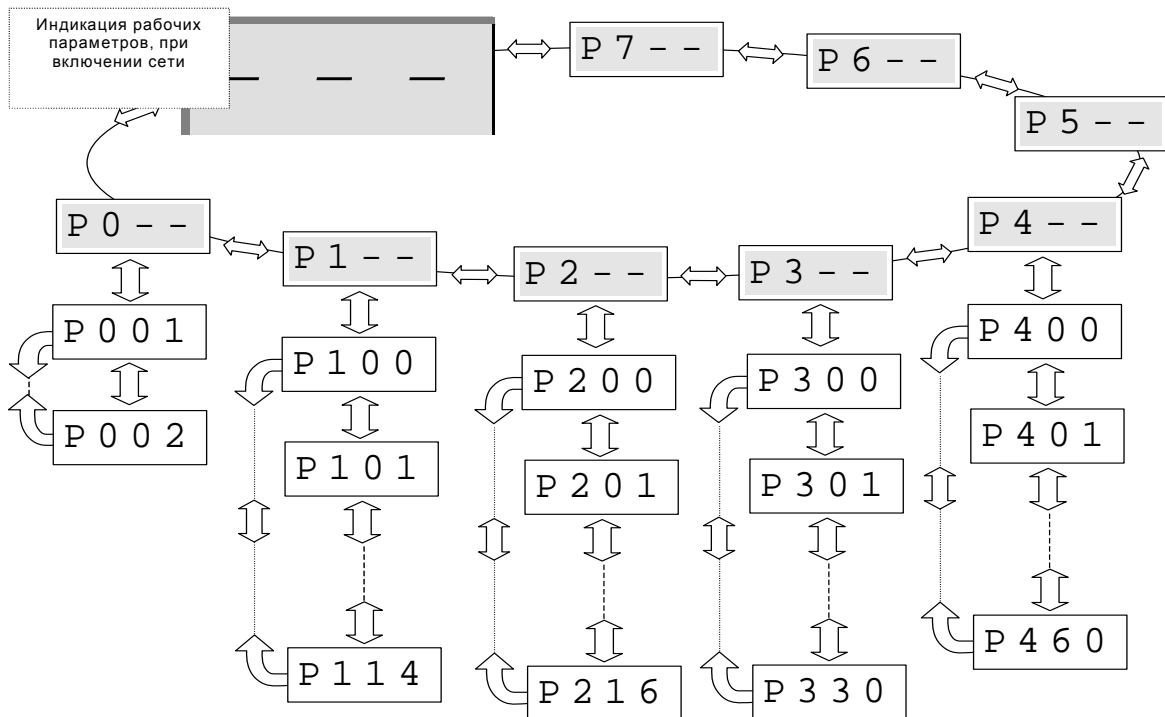 Индикация рабочих
параметров, при
включении сети
— — —
P 7 - -
P 6 - -
P 5 - -
P 0 - -
P 1 - -
P 2 - -
P 3 - -
P 4 - -
P 0 0 1
P 1 0 0
P 2 0 0
P 3 0 0
P 4 0 0
P 0 0 2
P 1 0 1
P 2 0 1
P 3 0 1
P 4 0 1
P 1 1 4
P 2 1 6
P 3 3 0
P 4 6 0